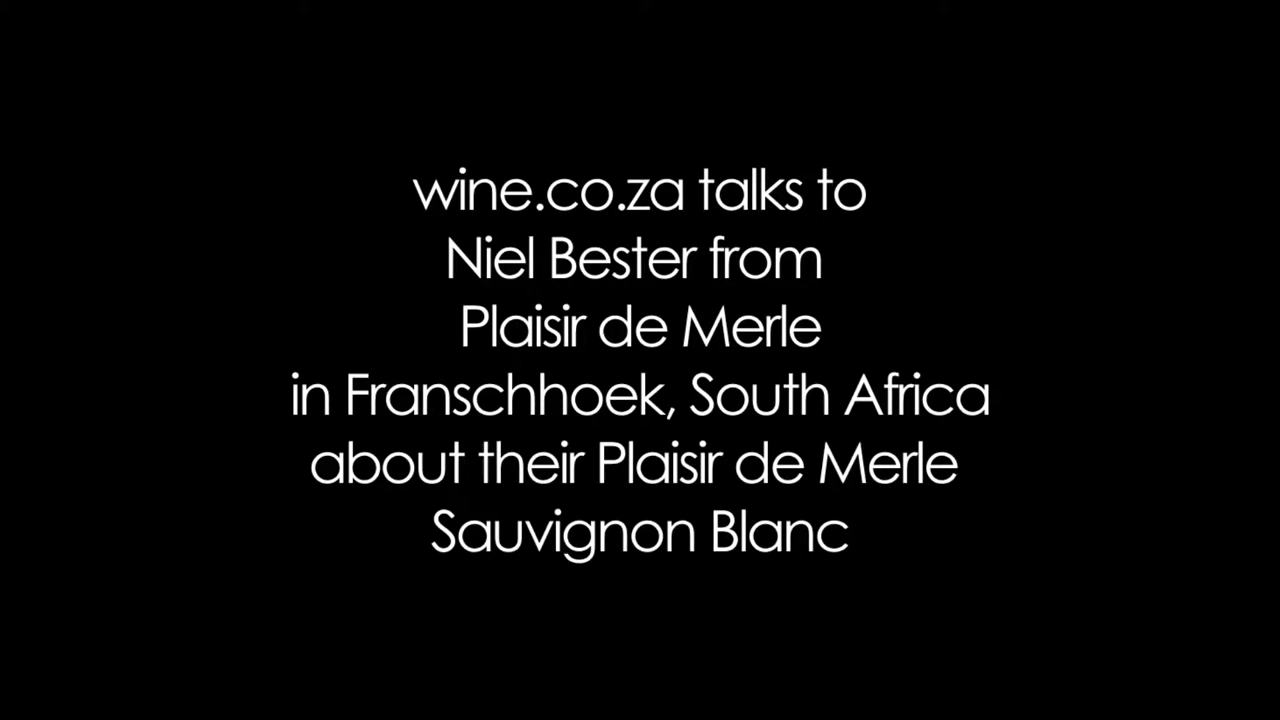 wine.co.za talks to
Niel Bester from
Plaisir de Merle
in Franschhoek, South Africa
about their Plaisir de Merle
Sauvignon Blanc